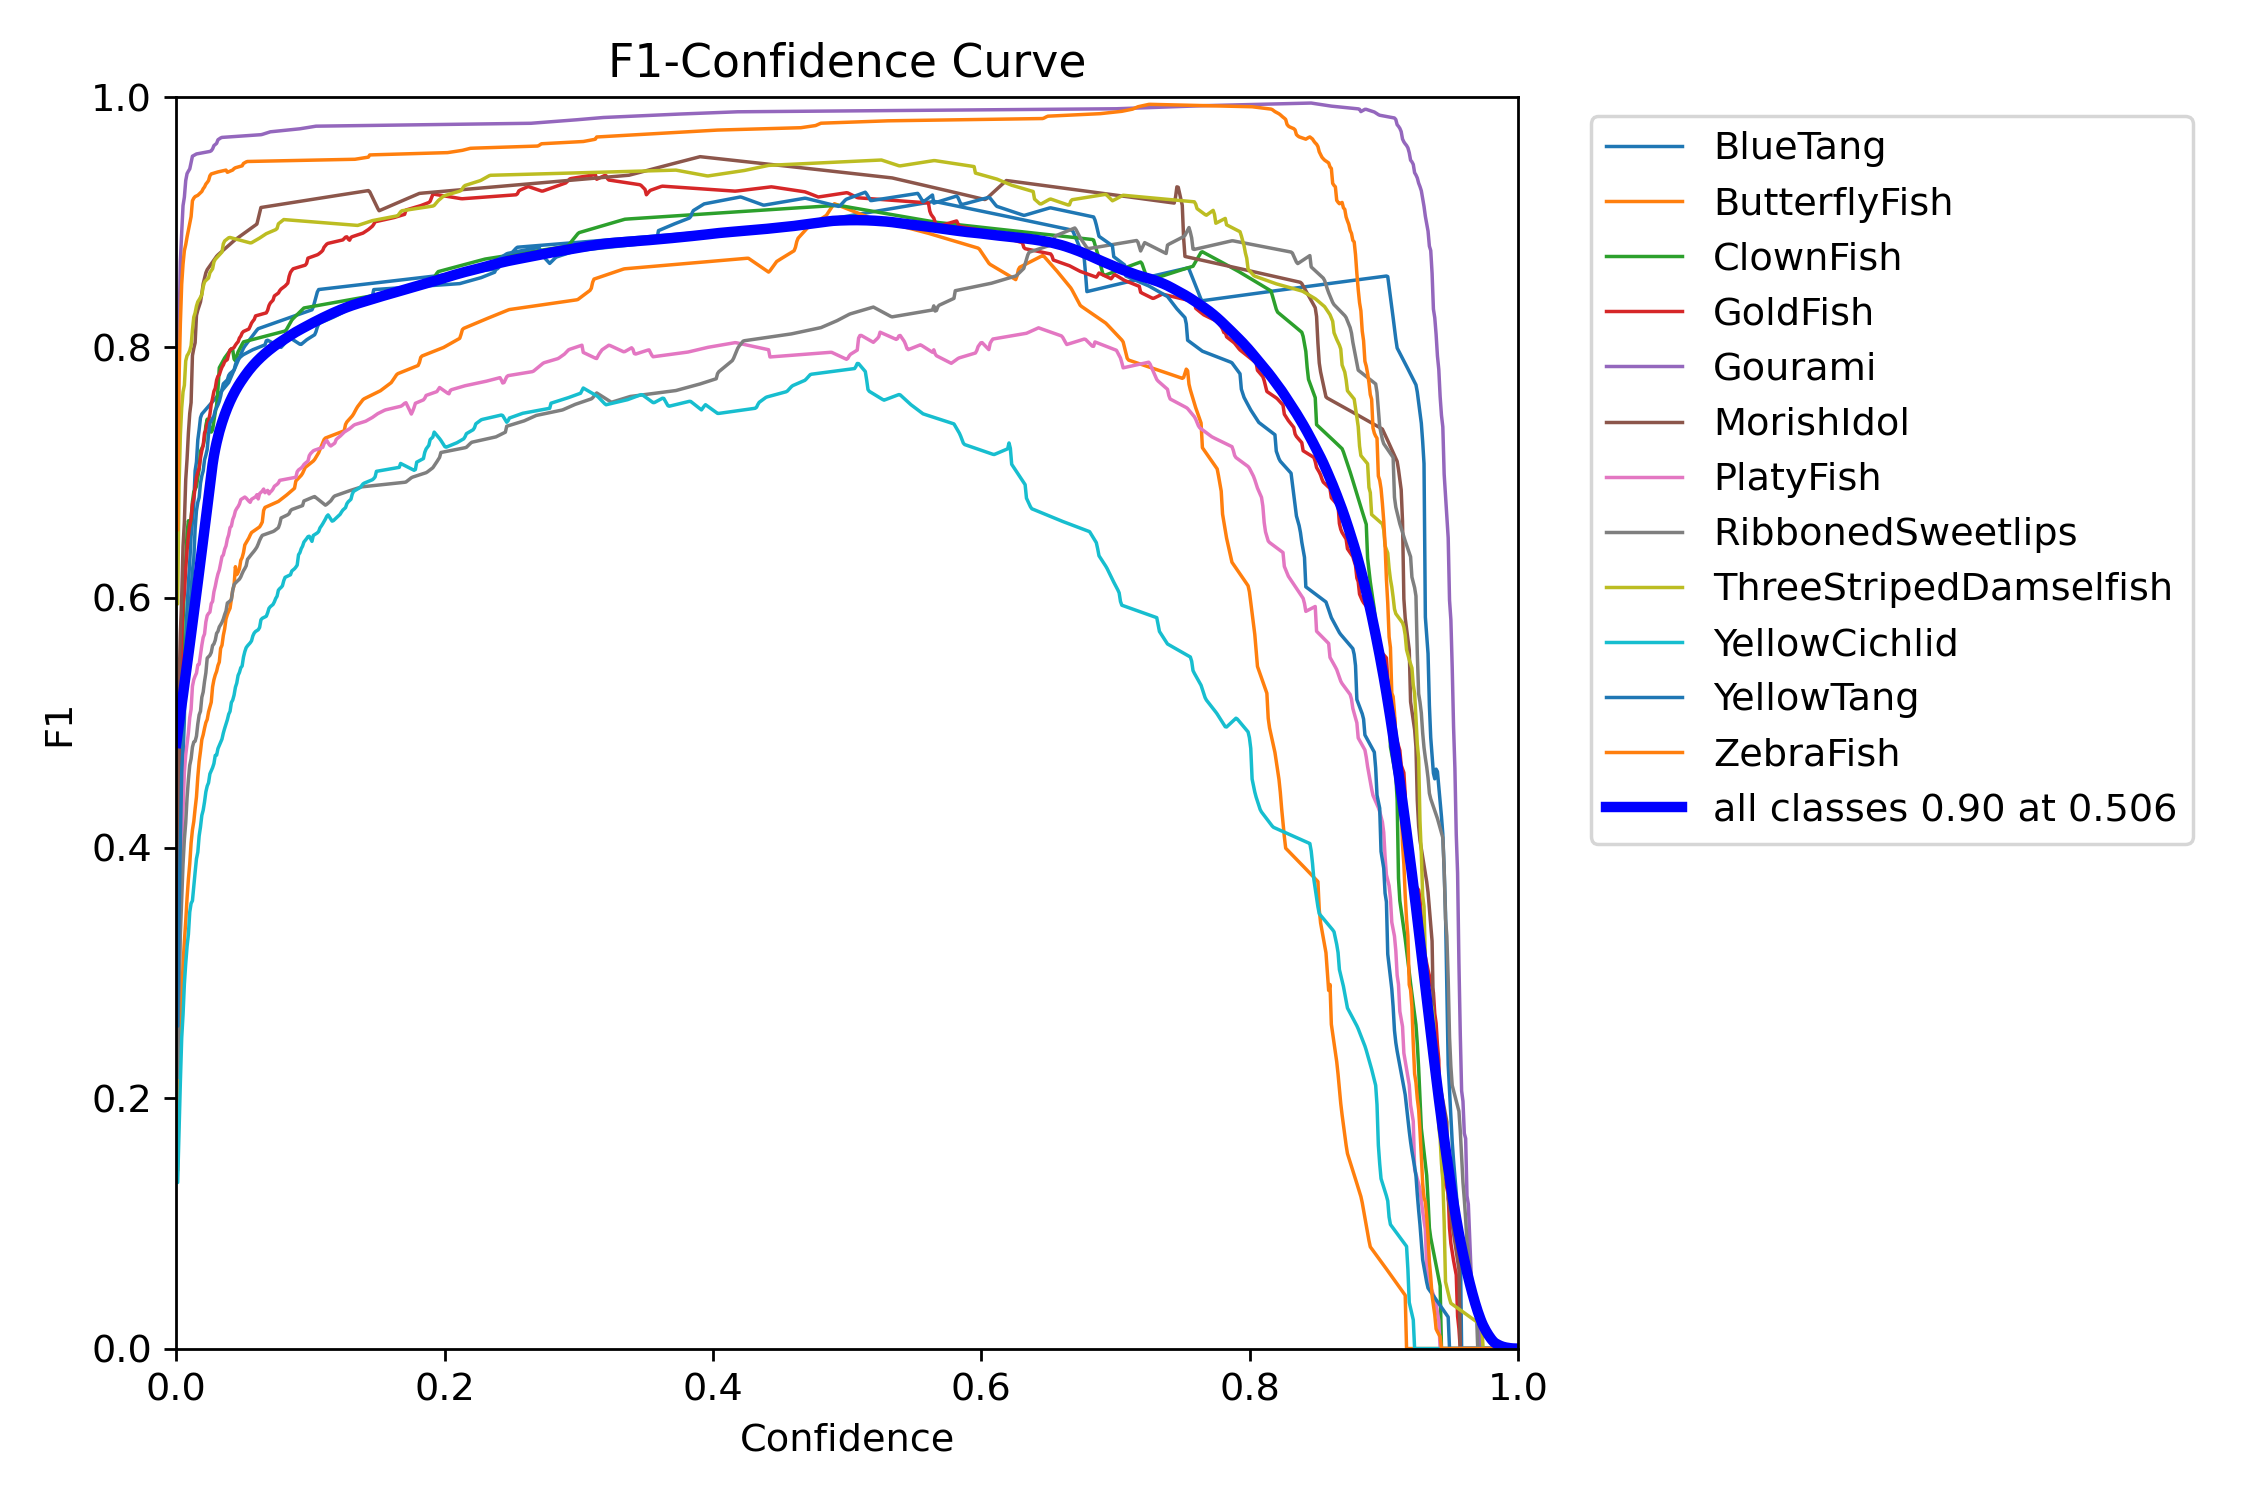 F1-Confidence Curve
1.0
0.8
0.6
0.4
0.2
0.0
F1
0.0 0.2 0.4 0.6 0.8 1.0
Confidence
BlueTang
ButterflyFish
ClownFish
GoldFish
Gourami
MorishIdol
PlatyFish
RibbonedSweetlips
ThreeStripedDamselfish
YellowCichlid
YellowTang
ZebraFish
all classes 0.90 at 0.506